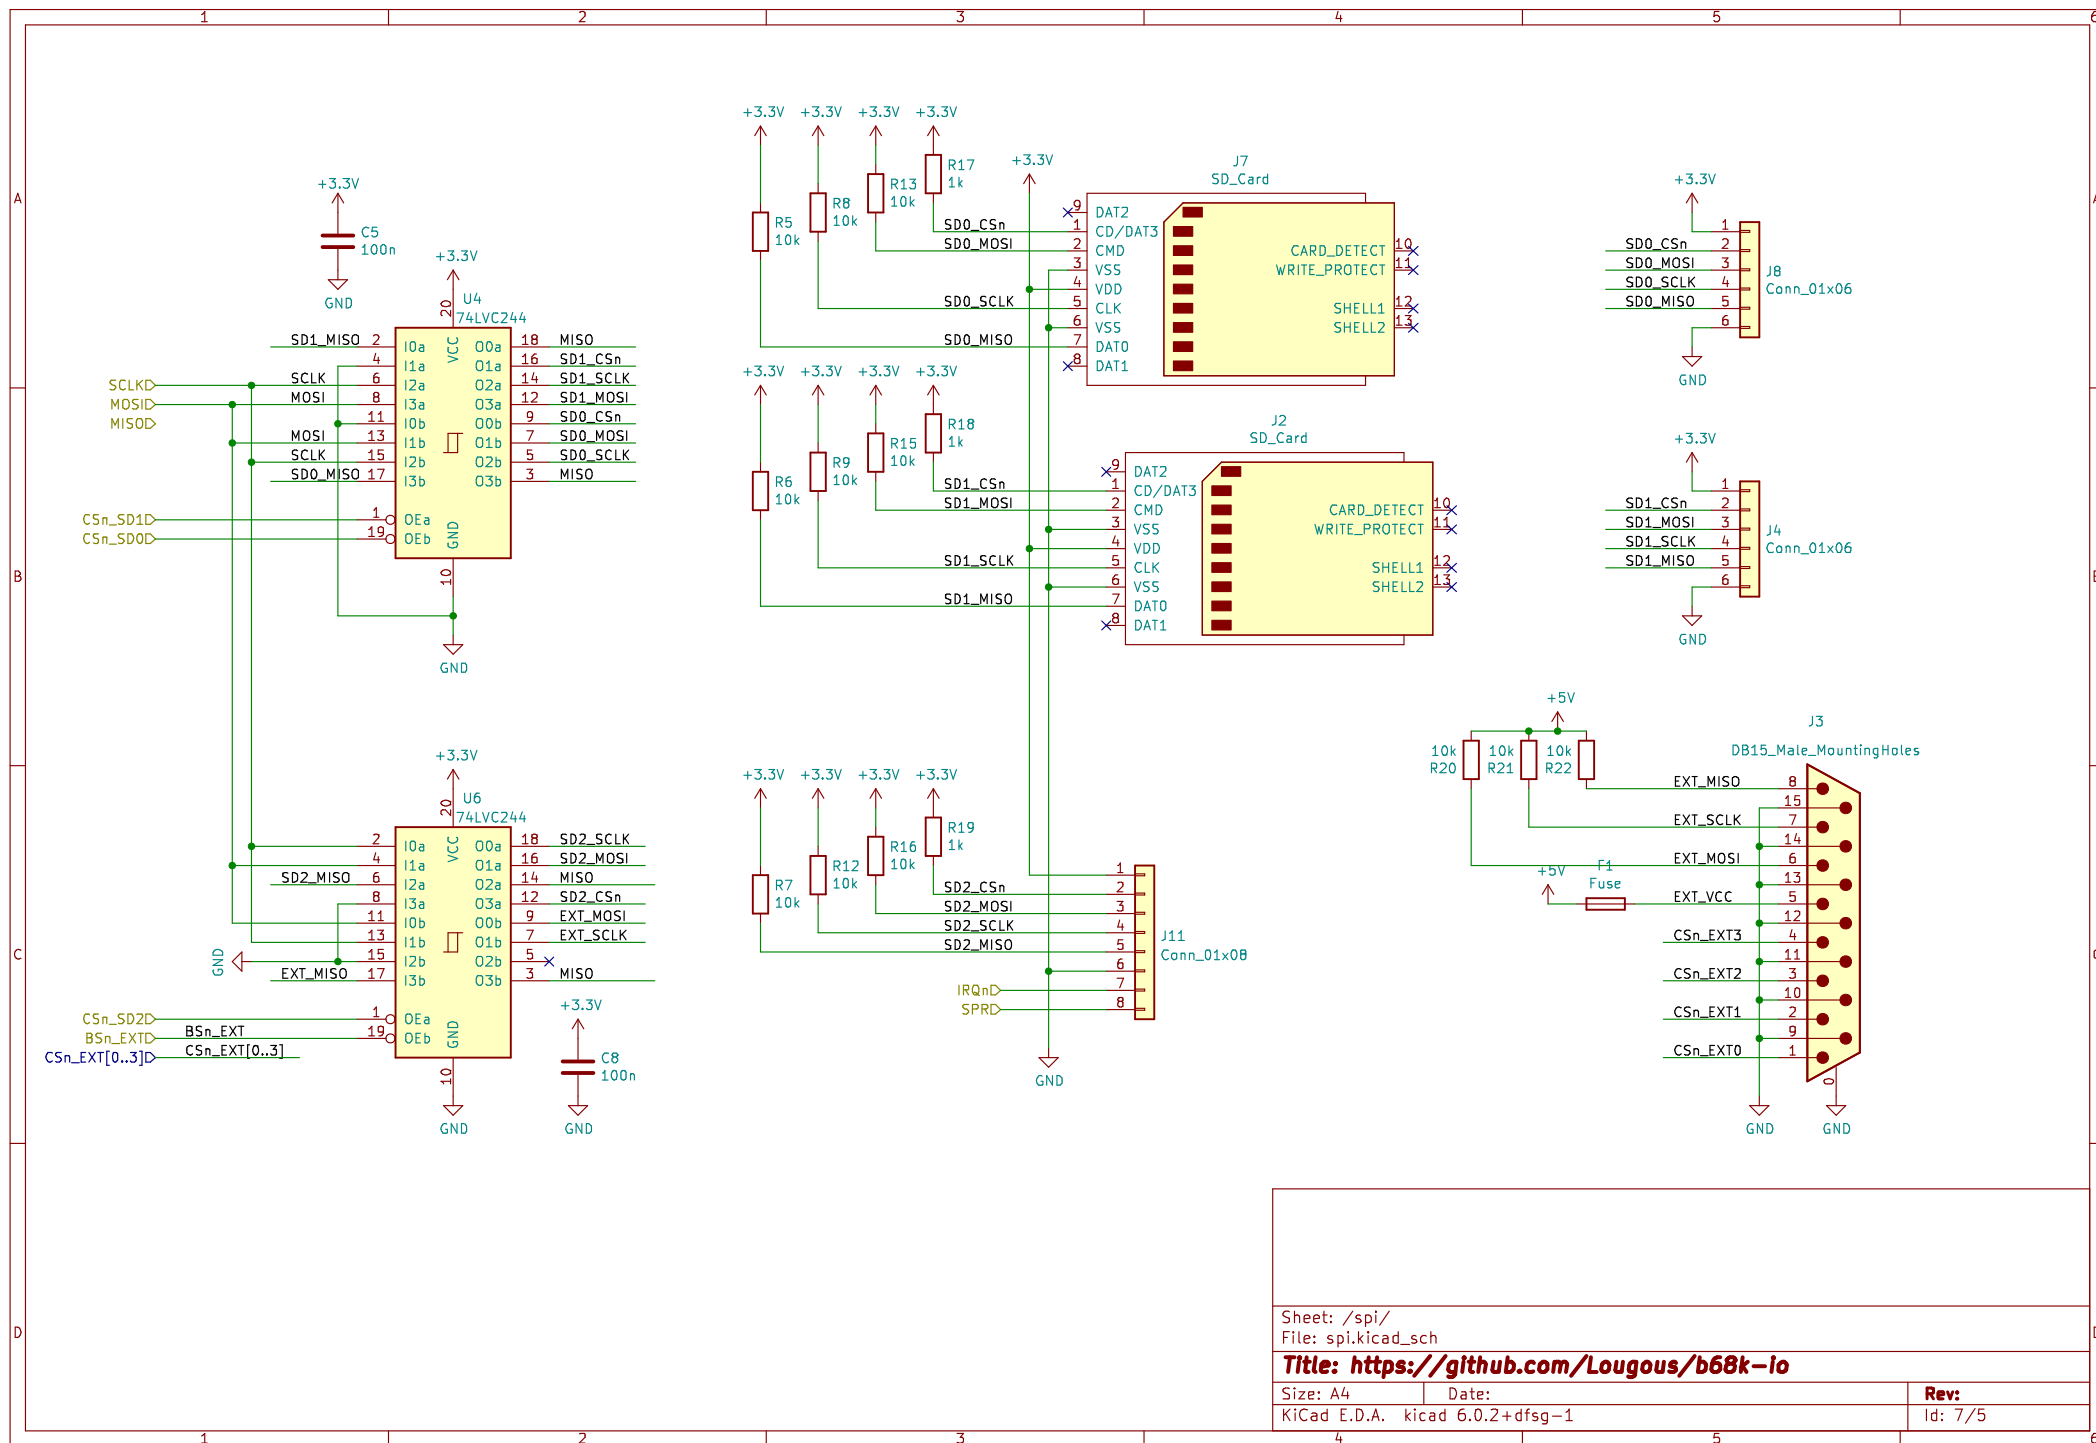 1 2 3 4 5 6
A
B
C
D
+3.3V
C5
100n
GND
+3.3V
20
U4
74LVC244
VCC
SD1_MISO 2 I0a O0a 18 MISO
4 I1a O1a 16 SD1_CSn
SCLK SCLK 6 I2a O2a 14 SD1_SCLK
MOSI MOSI 8 I3a O3a 12 SD1_MOSI
MISO 11 I0b O0b 9 SD0_CSn
MOSI 13 I1b O1b 7 SD0_MOSI
SCLK 15 I2b O2b 5 SD0_SCLK
SD0_MISO 17 I3b O3b 3 MISO
CSn_SD1 1 OEa
CSn_SD0 19 OEb
GND
10
GND
+3.3V
20
U6
74LVC244
VCC
2 I0a O0a 18 SD2_SCLK
4 I1a O1a 16 SD2_MOSI
SD2_MISO 6 I2a O2a 14 MISO
8 I3a O3a 12 SD2_CSn
11 I0b O0b 9 EXT_MOSI
13 I1b O1b 7 EXT_SCLK
GND 15 I2b O2b 5
EXT_MISO 17 I3b O3b 3 MISO
CSn_SD2 1 OEa
BSn_EXT BSn_EXT 19 OEb
CSn_EXT[0..3] CSn_EXT[0..3]
GND
10
GND
+3.3V
C8
100n
GND
+3.3V +3.3V +3.3V +3.3V
R5
10k
R8
10k
R13
10k
R17
1k
+3.3V
J7
SD_Card
9 DAT2
SD0_CSn 1 CD/DAT3
SD0_MOSI 2 CMD
3 VSS
4 VDD
SD0_SCLK 5 CLK
6 VSS
SD0_MISO 7 DAT0
8 DAT1
CARD_DETECT 10
WRITE_PROTECT 11
SHELL1 12
SHELL2 13
+3.3V +3.3V +3.3V +3.3V
R6
10k
R9
10k
R15
10k
R18
1k
J2
SD_Card
9 DAT2
SD1_CSn 1 CD/DAT3
SD1_MOSI 2 CMD
3 VSS
4 VDD
SD1_SCLK 5 CLK
6 VSS
SD1_MISO 7 DAT0
8 DAT1
CARD_DETECT 10
WRITE_PROTECT 11
SHELL1 12
SHELL2 13
+3.3V +3.3V +3.3V +3.3V
R7
10k
R12
10k
R16
10k
R19
1k
1
SD2_CSn 2
SD2_MOSI 3
SD2_SCLK 4
SD2_MISO 5
6
IRQn 7
SPR 8
J11
Conn_01x08
GND
+3.3V
1
SD0_CSn 2
SD0_MOSI 3
SD0_SCLK 4
SD0_MISO 5
6
J8
Conn_01x06
GND
+3.3V
1
SD1_CSn 2
SD1_MOSI 3
SD1_SCLK 4
SD1_MISO 5
6
J4
Conn_01x06
GND
+5V
10k
R20
10k
R21
10k
R22
J3
DB15_Male_MountingHoles
EXT_MISO 8
15
EXT_SCLK 7
14
EXT_MOSI 6
13
+5V
F1
Fuse
EXT_VCC 5
12
CSn_EXT3 4
11
CSn_EXT2 3
10
CSn_EXT1 2
9
CSn_EXT0 1
0
GND GND
Sheet: /spi/
File: spi.kicad_sch
Title: https://github.com/Lougous/b68k-io
Size: A4 Date: Rev:
KiCad E.D.A. kicad 6.0.2+dfsg-1 Id: 7/5
1 2 3 4 5 6